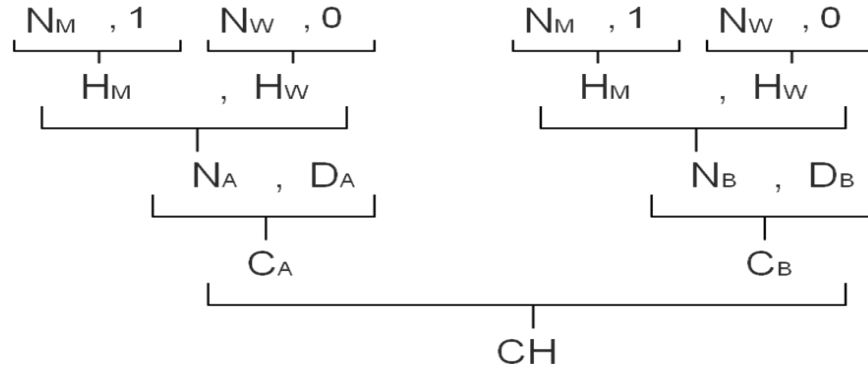 NM , 1 NW , 0 NM , 1 NW , 0
HM , HW HM , HW
NA , DA NB , DB
CA CB
CH